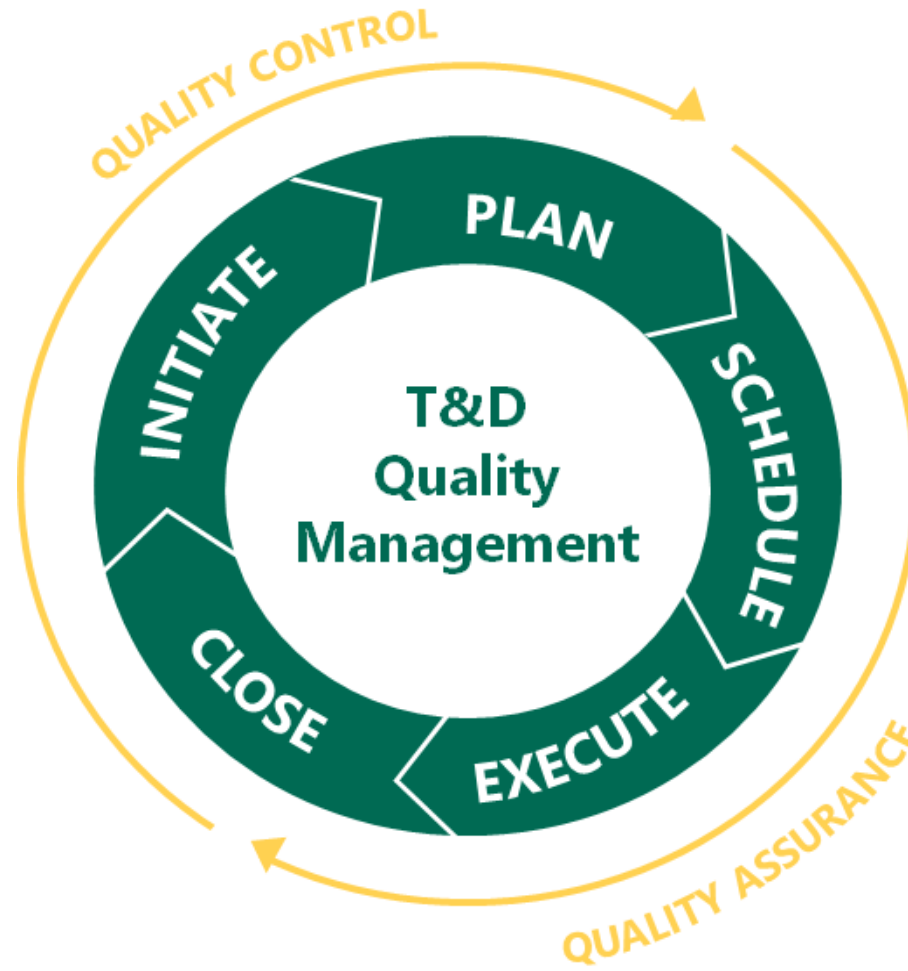 QUALITY CONTROL
PLAN
INITIATE
SCHEDULE
T&D
Quality
Management
CLOSE
EXECUTE
QUALITY ASSURANCE